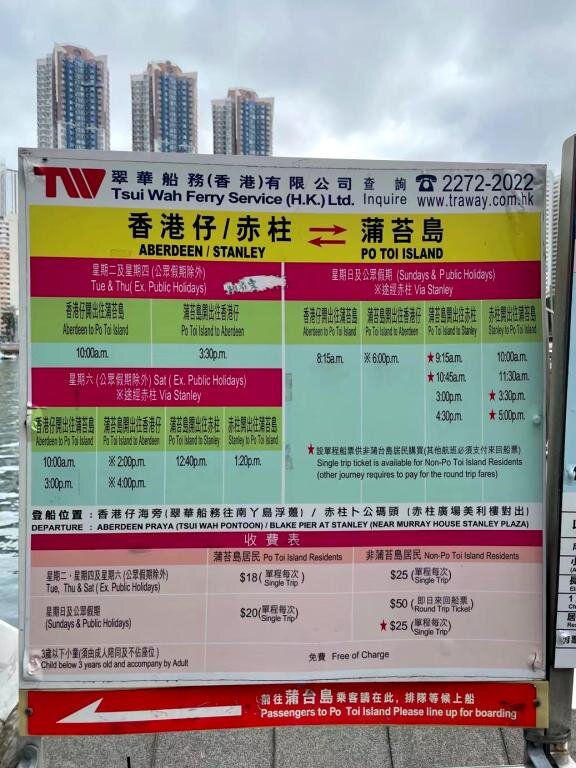 TW 翠華船務(香港)有限公司 查詢 ☎ 2272-2022
Tsui Wah Ferry Service (H.K.) Ltd. Inquire www.traway.com.hk
香港仔/赤柱 ⇄ 蒲苔島
ABERDEEN / STANLEY PO TOI ISLAND
星期二及星期四 (公眾假期除外)
Tue & Thu( Ex. Public Holidays)
香港仔開出往蒲苔島 蒲苔島開出往香港仔
Aberdeen to Po Toi Island Po Toi Island to Aberdeen
10:00a.m. 3:30p.m.
星期六 (公眾假期除外) Sat ( Ex. Public Holidays)
※途經赤柱 Via Stanley
香港仔開出往蒲苔島 蒲苔島開出往香港仔 蒲苔島開出往赤柱 赤柱開出往蒲苔島
Aberdeen to Po Toi Island Po Toi Island to Aberdeen Po Toi Island to Stanley Stanley to Po Toi Island
10:00a.m. ※ 2:00p.m. 12:40p.m. 1:20p.m.
3:00p.m. ※ 4:00p.m.
星期日及公眾假期 (Sundays & Public Holidays)
※途經赤柱 Via Stanley
香港仔開出往蒲苔島 蒲苔島開出往香港仔 蒲苔島開出往赤柱 赤柱開出往蒲苔島
Aberdeen to Po Toi Island Po Toi Island to Aberdeen Po Toi Island to Stanley Stanley to Po Toi Island
8:15a.m. ※ 6:00p.m. ★9:15a.m. 10:00a.m.
★10:45am. 11:30am.
3:00p.m. ★ 3:30p.m.
4:30p.m. ★ 5:00p.m.
★設單程船票供非蒲台島居民購買(其他航班必須支付來回船票)
Single trip ticket is available for Non-Po Toi Island Residents
(other journey requires to pay for the round trip fares)
登船位置 : 香港仔海旁(翠華船務往南丫島浮躉) / 赤柱卜公碼頭 (赤柱廣場美利樓對出)
DEPARTURE : ABERDEEN PRAYA (TSUI WAH PONTOON) / BLAKE PIER AT STANLEY (NEAR MURRAY HOUSE STANLEY PLAZA)
收費表
蒲苔島居民 Po Toi Island Residents 非蒲苔島居民 Non-Po Toi Island Residents
星期二，星期四及星期六 (公眾假期除外)
Tue, Thu & Sat ( Ex. Public Holidays)
$18 (單程每次 Single Trip) $25 (單程每次 Single Trip)
星期日及公眾假期
(Sundays & Public Holidays)
$20 (單程每次 Single Trip) $50 (即日來回船票 Round Trip Ticket)
★ $25 (單程每次 Single Trip)
3歲以下小童(須由成人陪同及不佔座位)
Child below 3 years old and accompany by Adult
免費 Free of Charge
前往蒲台島乘客請在此，排隊等候上船
Passengers to Po Toi Island Please line up for boarding